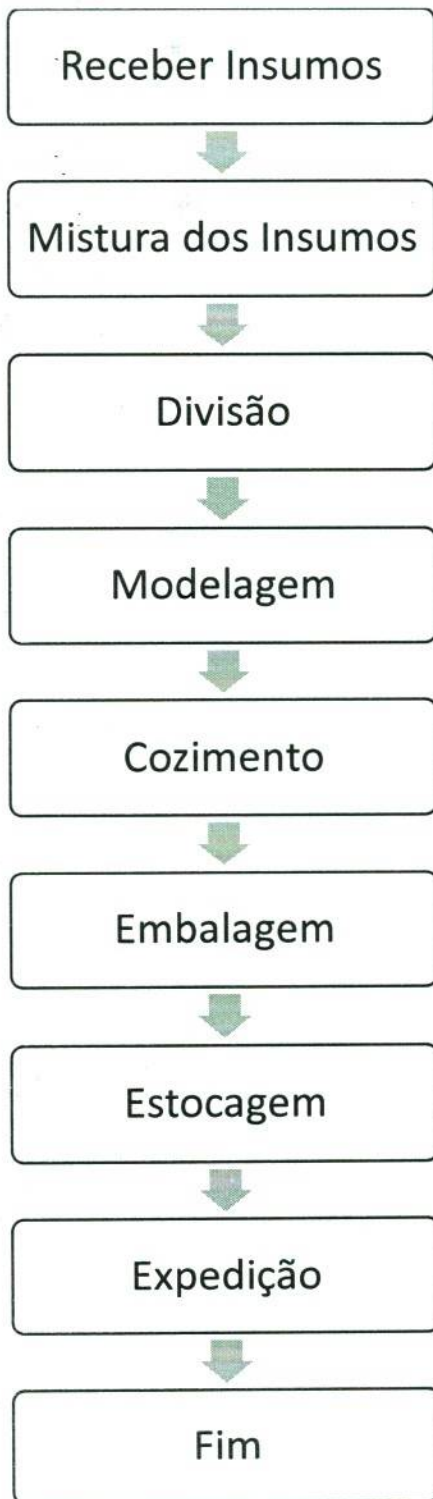 Receber Insumos
Mistura dos Insumos
Divisão
Modelagem
Cozimento
Embalagem
Estocagem
Expedição
Fim